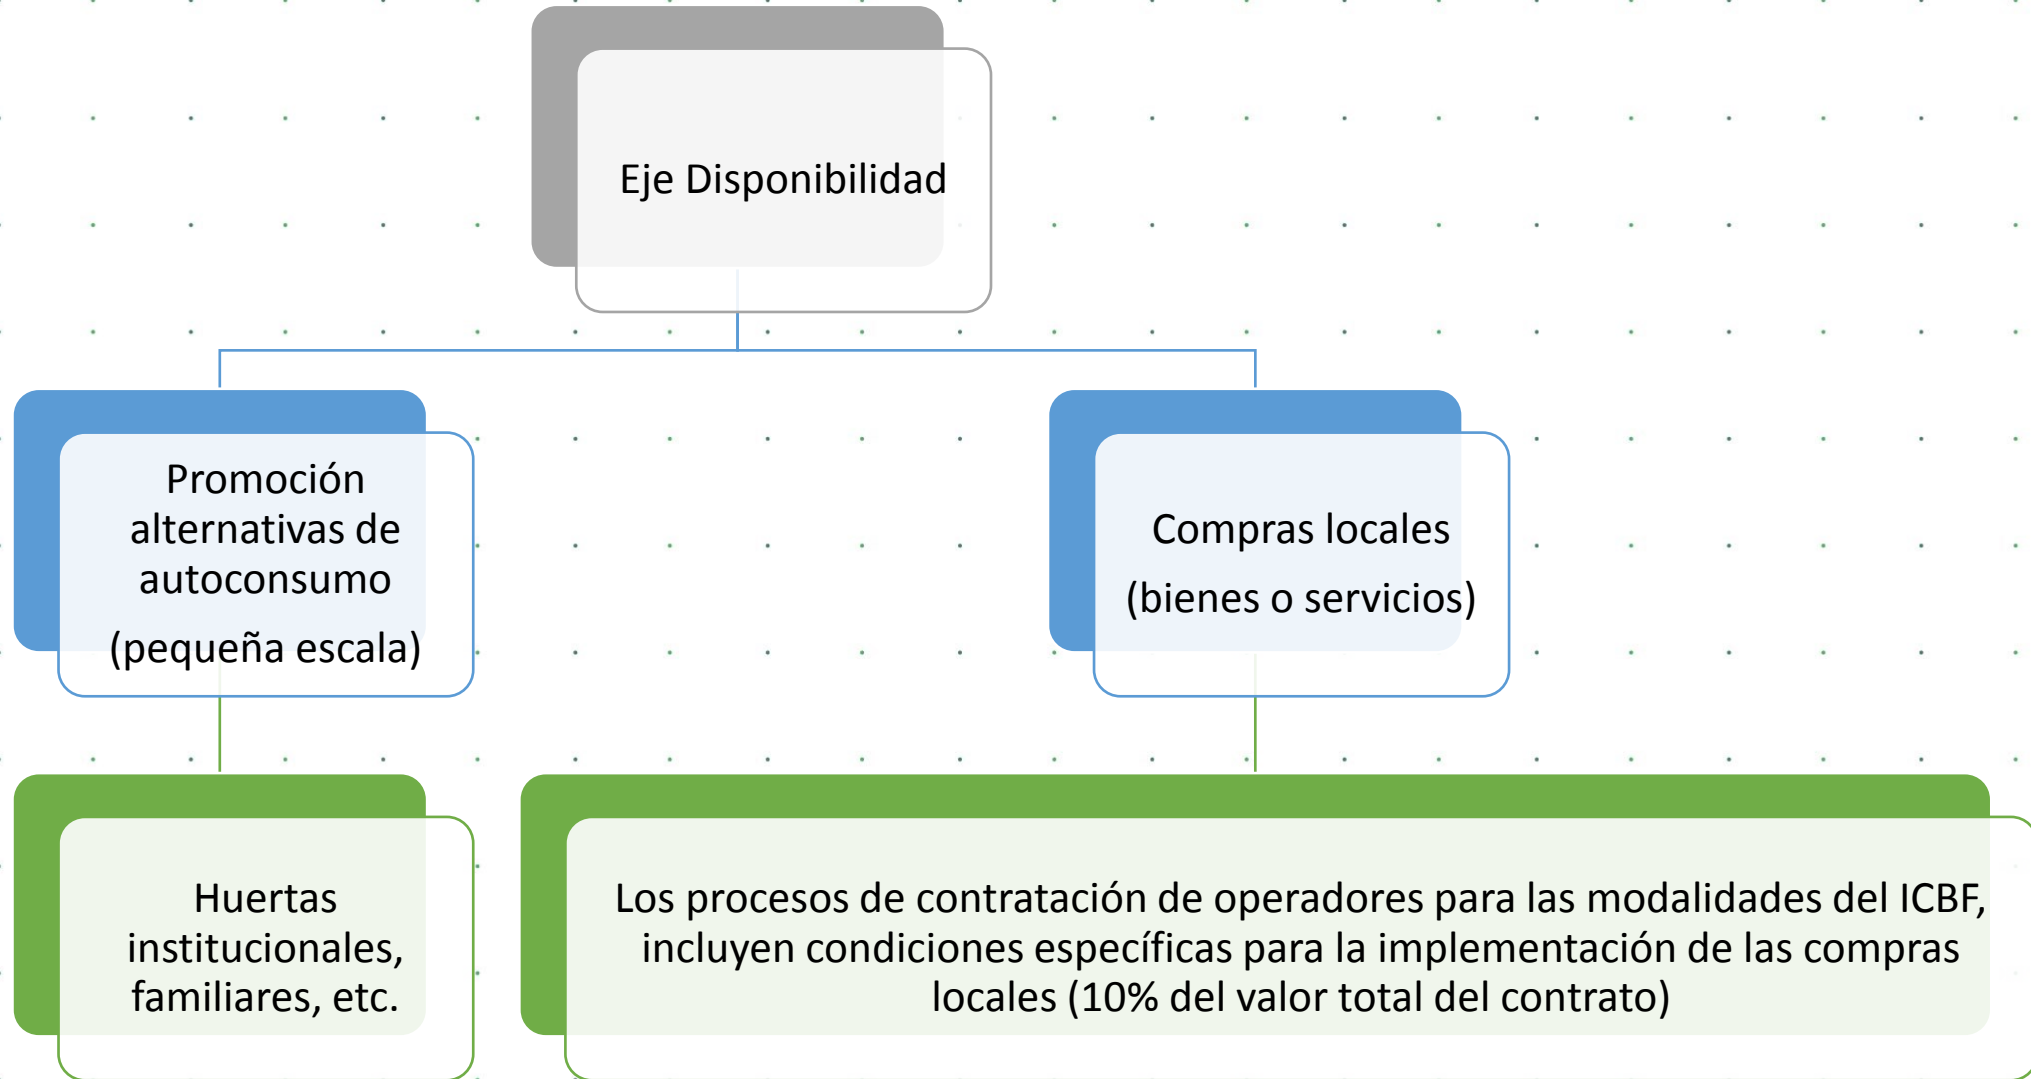 Eje Disponibilidad
Promoción
alternativas de
autoconsumo
(pequeña escala)
Compras locales
(bienes o servicios)
Huertas
institucionales,
familiares, etc.
Los procesos de contratación de operadores para las modalidades del ICBF,
incluyen condiciones específicas para la implementación de las compras
locales (10% del valor total del contrato)